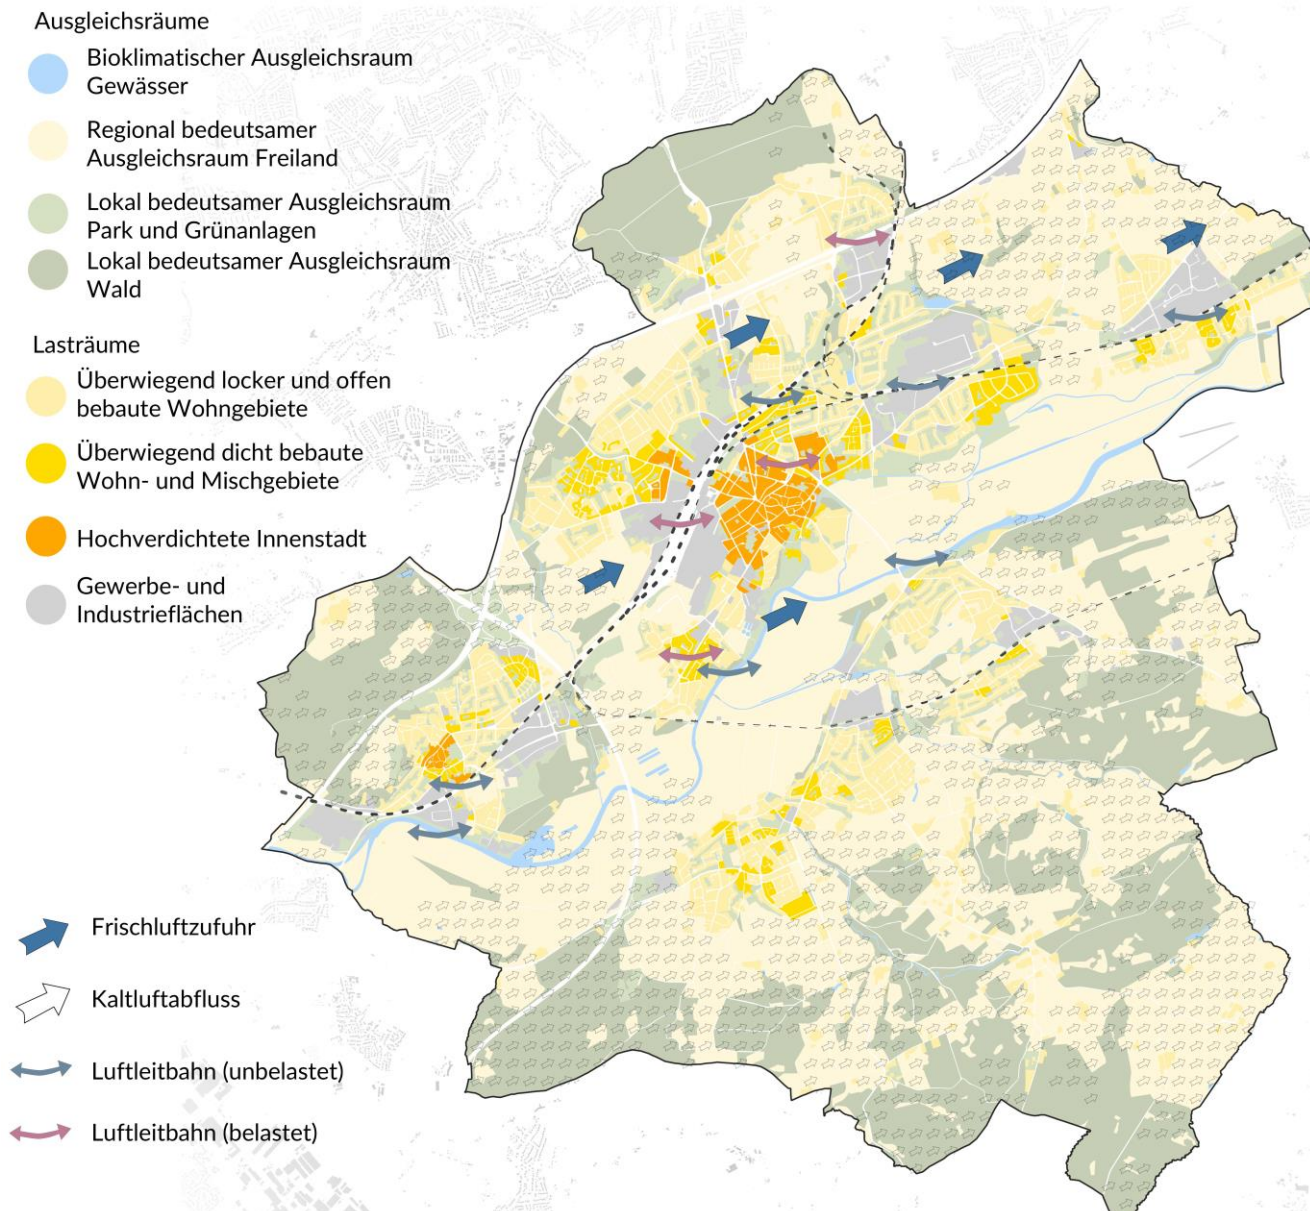 Ausgleichsräume
Bioklimatischer Ausgleichsraum
Gewässer
Regional bedeutsamer
Ausgleichsraum Freiland
Lokal bedeutsamer Ausgleichsraum
Park und Grünanlagen
Lokal bedeutsamer Ausgleichsraum
Wald
Lasträume
Überwiegend locker und offen
bebaute Wohngebiete
Überwiegend dicht bebaute
Wohn- und Mischgebiete
Hochverdichtete Innenstadt
Gewerbe- und
Industrieflächen
Frischluftzufuhr
Kaltluftabfluss
Luftleitbahn (unbelastet)
Luftleitbahn (belastet)